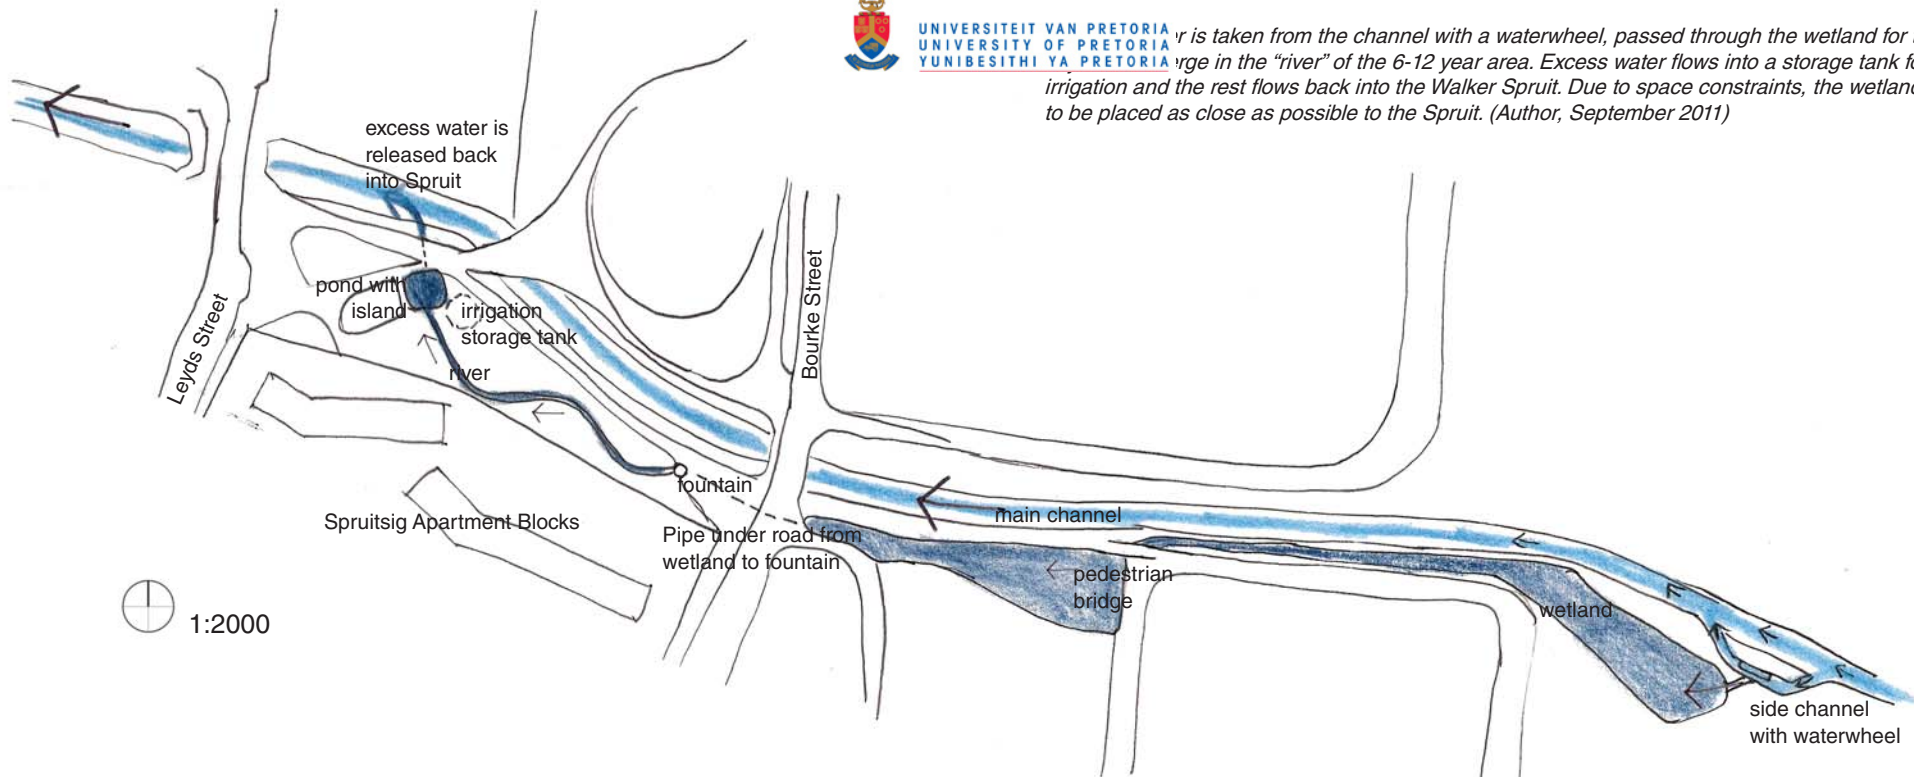 UNIVERSITEIT VAN PRETORIA
UNIVERSITY OF PRETORIA
YUNIBESITHI YA PRETORIA
r is taken from the channel with a waterwheel, passed through the wetland for
rge in the “river” of the 6-12 year area. Excess water flows into a storage tank fo
irrigation and the rest flows back into the Walker Spruit. Due to space constraints, the wetland
to be placed as close as possible to the Spruit. (Author, September 2011)
excess water is
released back
into Spruit
pond with
island
irrigation
storage tank
river
Leyds Street
Bourke Street
fountain
main channel
Spruitsig Apartment Blocks
Pipe under road from
wetland to fountain
pedestrian
bridge
wetland
1:2000
side channel
with waterwheel